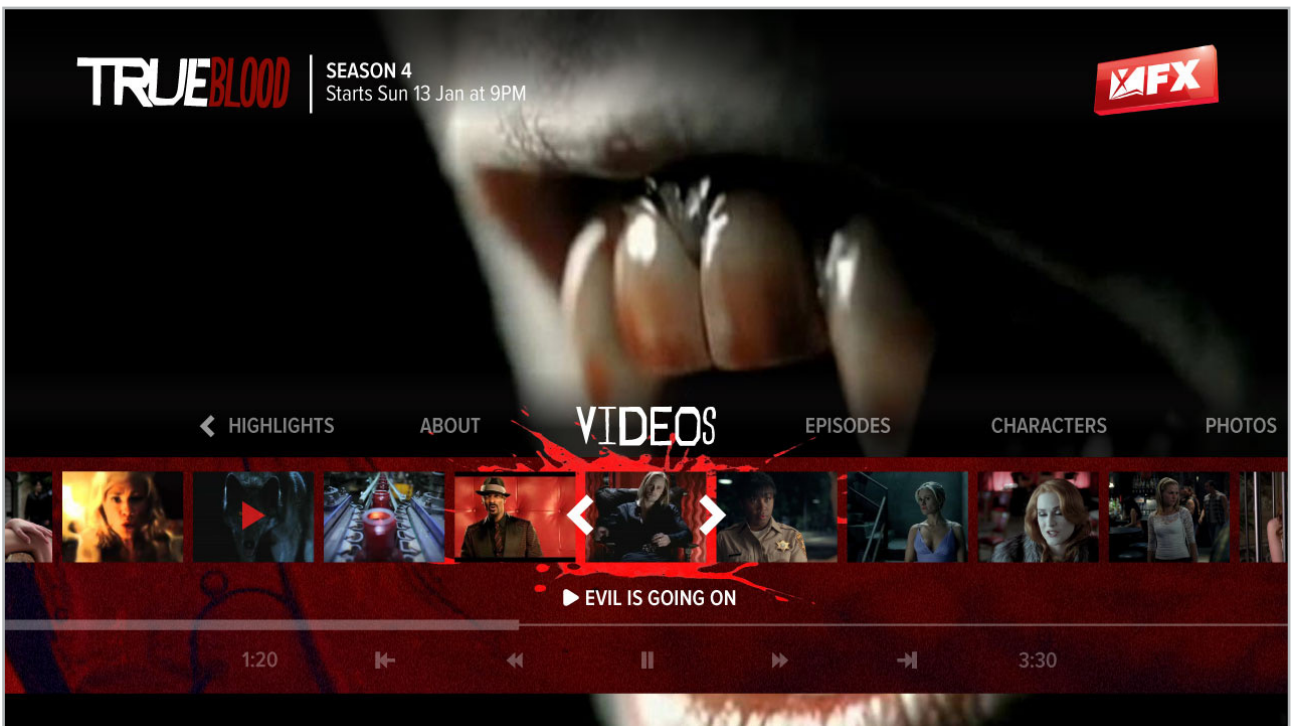 TRUEBLOOD
SEASON 4
Starts Sun 13 Jan at 9PM
FX
HIGHLIGHTS
ABOUT
VIDEOS
EPISODES
CHARACTERS
PHOTOS
EVIL IS GOING ON
1:20
3:30